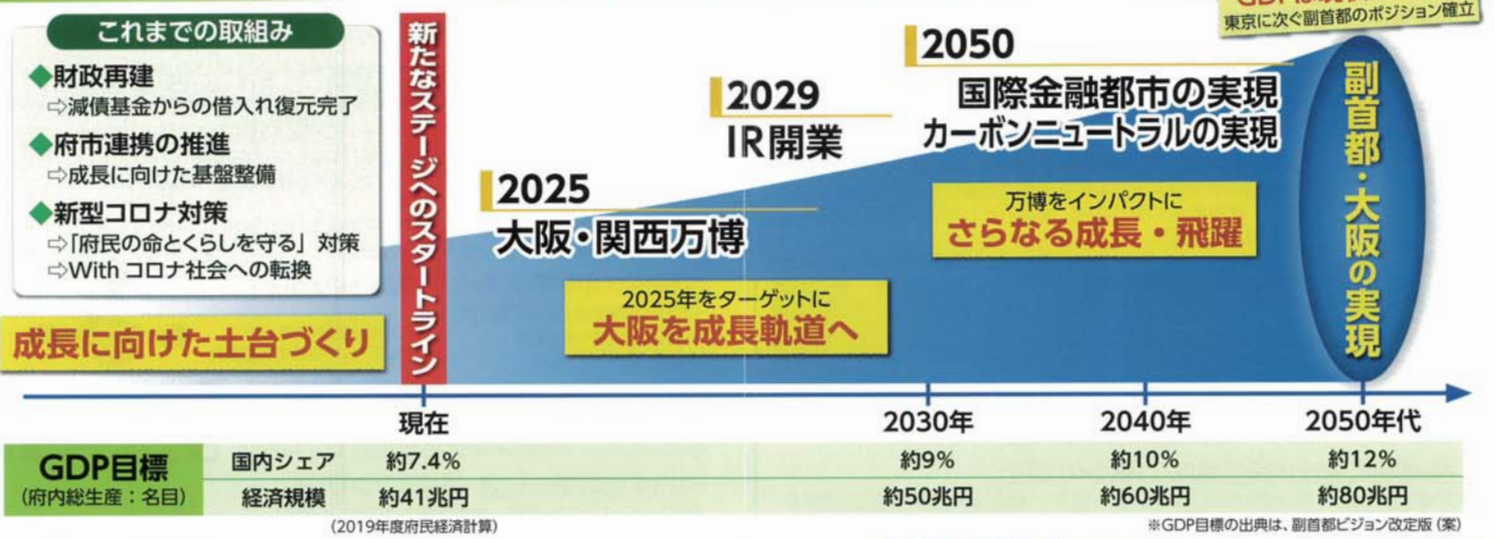 東京に次ぐ副首都のポジション確立
これまでの取組み
◆財政再建
⇨減債基金からの借入れ復元完了
◆府市連携の推進
⇨成長に向けた基盤整備
◆新型コロナ対策
⇨「府民の命とくらしを守る」対策
⇨With コロナ社会への転換
成長に向けた土台づくり
新たなステージへのスタートライン
2025
大阪・関西万博
2025年をターゲットに
大阪を成長軌道へ
2029
IR開業
2050
国際金融都市の実現
カーボンニュートラルの実現
万博をインパクトに
さらなる成長・飛躍
副首都・大阪の実現
現在 2030年 2040年 2050年代
GDP目標
(府内総生産：名目)
国内シェア 約7.4% 約9% 約10% 約12%
経済規模 約41兆円 約50兆円 約60兆円 約80兆円
(2019年度府民経済計算)
※GDP目標の出典は、副首都ビジョン改定版（案）